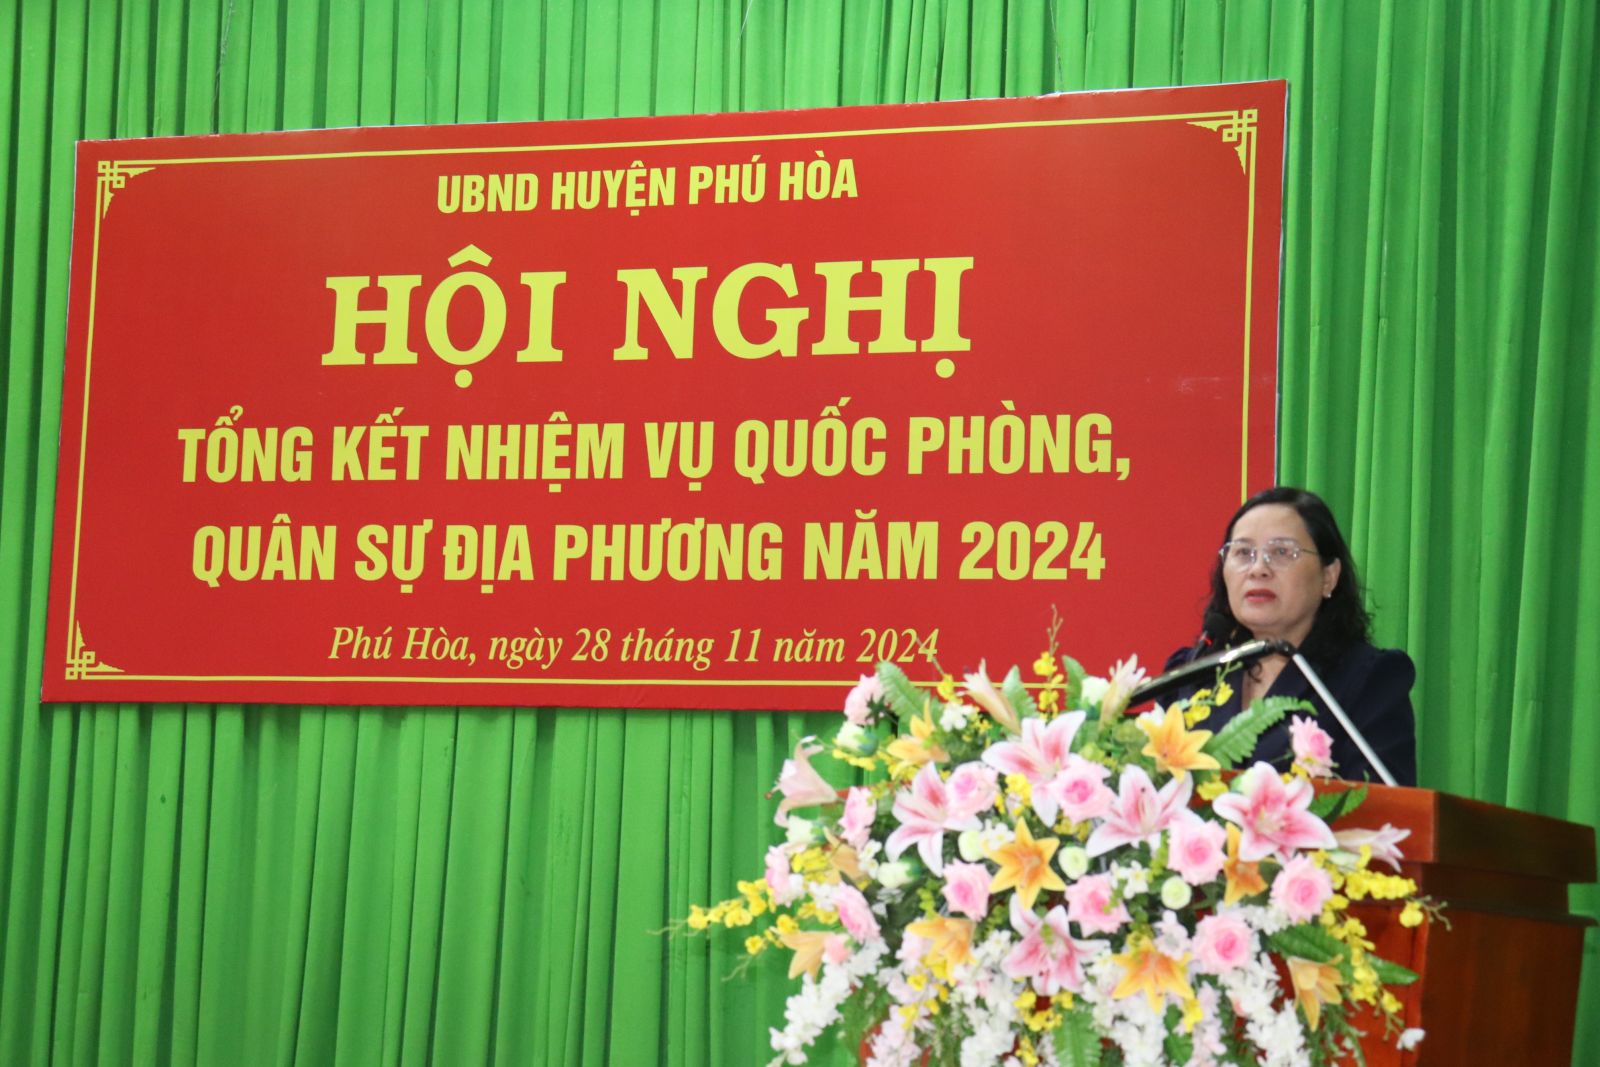 UBND HUYỆN PHÚ HÒA
HỘI NGHỊ
TỔNG KẾT NHIỆM VỤ QUỐC PHÒNG,
QUÂN SỰ ĐỊA PHƯƠNG NĂM 2024
Phú Hòa, ngày 28 tháng 11 năm 2024